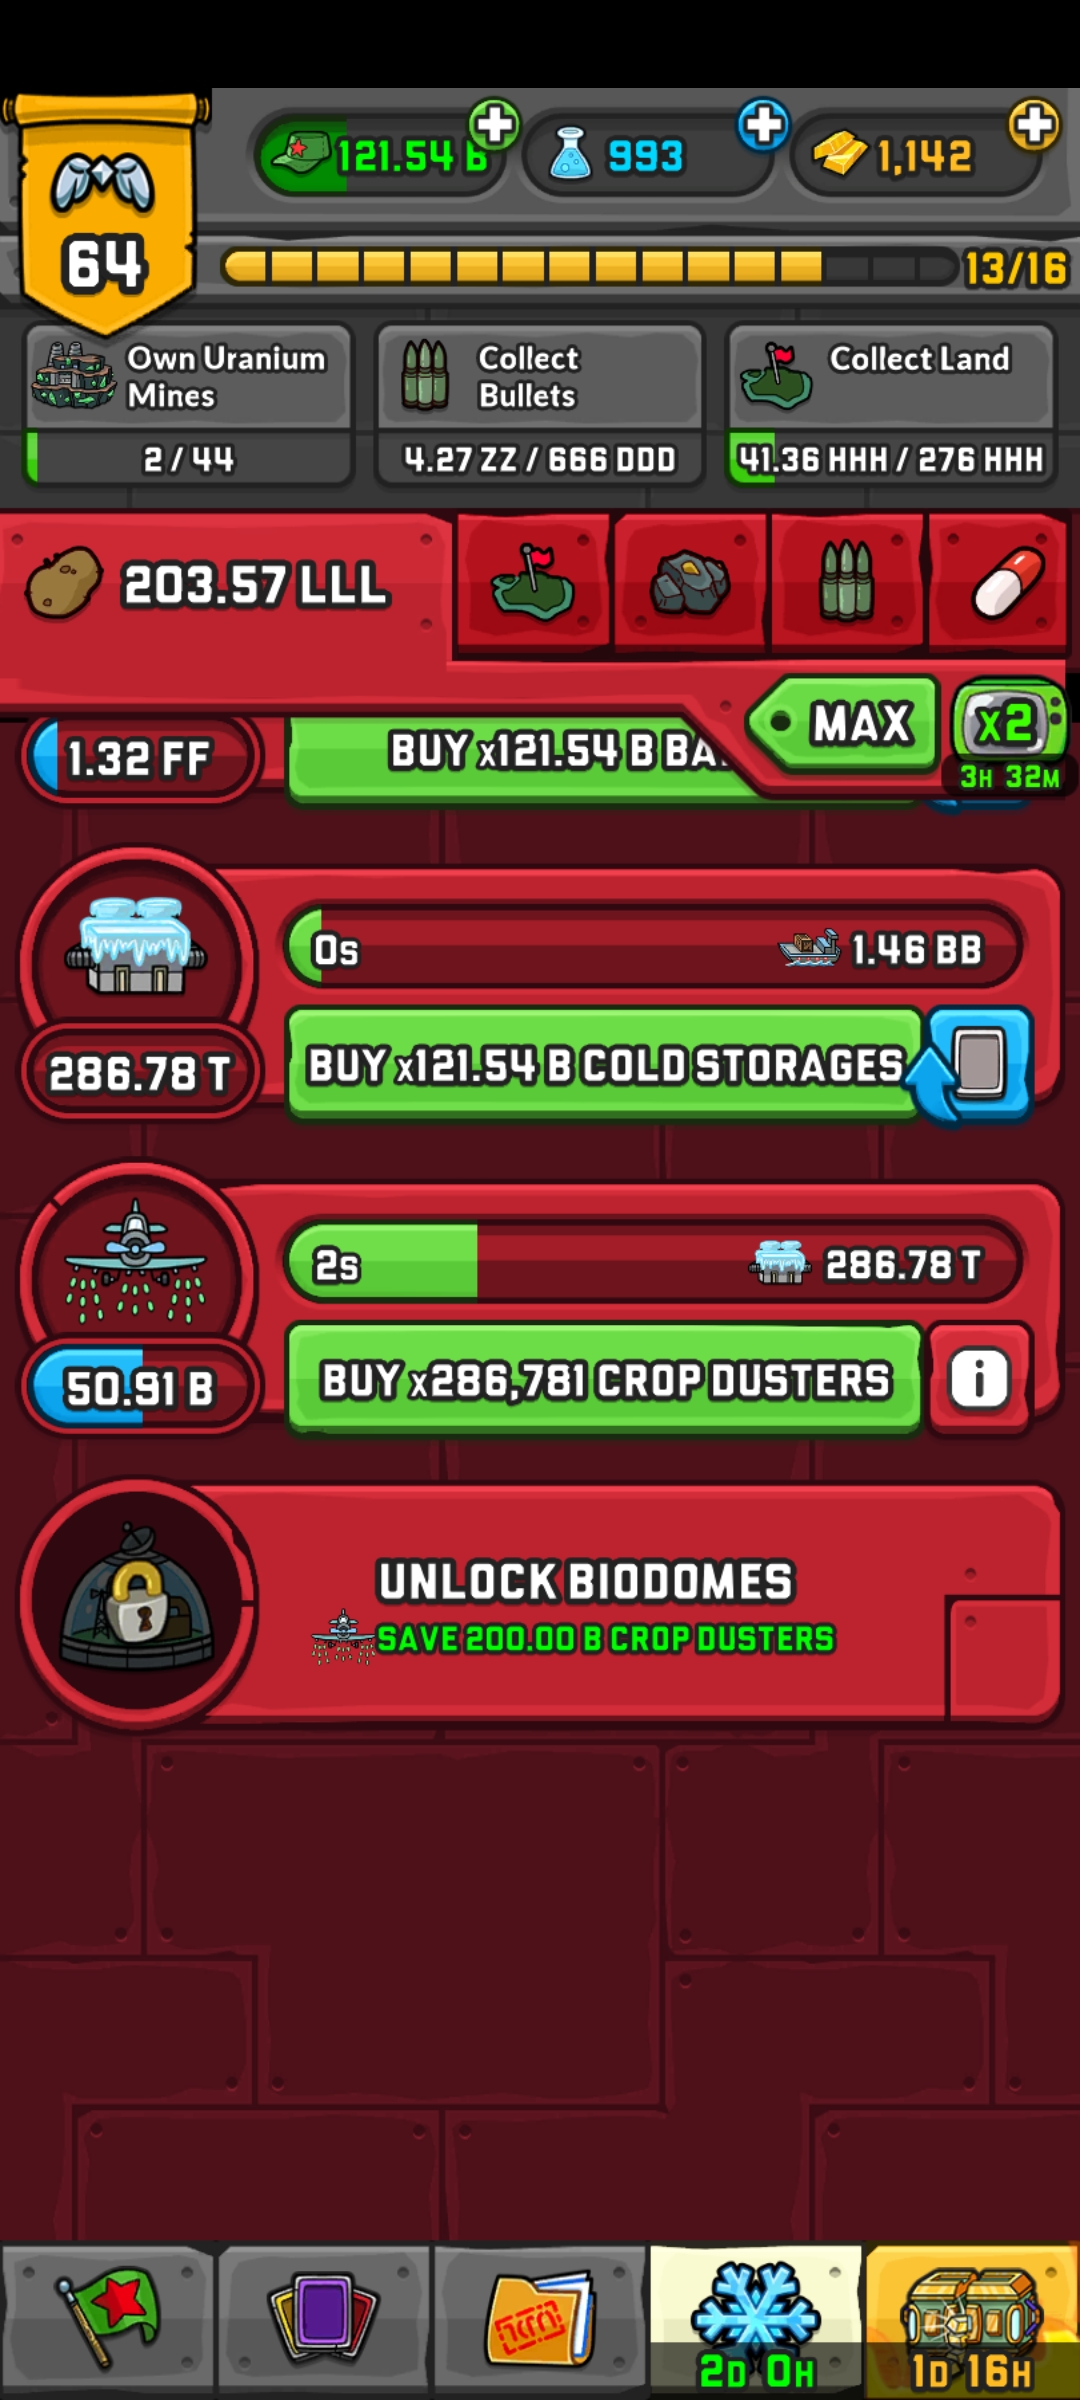 64
121.54 B
993
1,142
13/16
Own Uranium
Mines
2 / 44
Collect
Bullets
4.27 ZZ / 666 DDD
Collect Land
41.36 HHH / 276 HHH
203.57 LLL
MAX
x2
3H 32M
1.32 FF
BUY x121.54 B BA
0s
1.46 BB
286.78 T
BUY x121.54 B COLD STORAGES
2s
286.78 T
50.91 B
BUY x286,781 CROP DUSTERS
i
UNLOCK BIODOMES
SAVE 200.00 B CROP DUSTERS
2D 0H
1D 16H